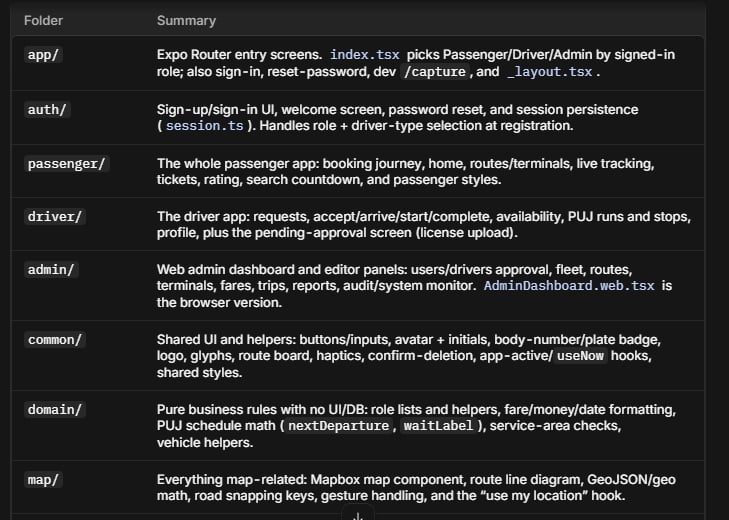 Folder Summary
app/ Expo Router entry screens. index.tsx picks Passenger/Driver/Admin by signed-in
role; also sign-in, reset-password, dev /capture, and _layout.tsx.
auth/ Sign-up/sign-in UI, welcome screen, password reset, and session persistence
(session.ts). Handles role + driver-type selection at registration.
passenger/ The whole passenger app: booking journey, home, routes/terminals, live tracking,
tickets, rating, search countdown, and passenger styles.
driver/ The driver app: requests, accept/arrive/start/complete, availability, PUJ runs and stops,
profile, plus the pending-approval screen (license upload).
admin/ Web admin dashboard and editor panels: users/drivers approval, fleet, routes,
terminals, fares, trips, reports, audit/system monitor. AdminDashboard.web.tsx is
the browser version.
common/ Shared UI and helpers: buttons/inputs, avatar + initials, body-number/plate badge,
logo, glyphs, route board, haptics, confirm-deletion, app-active/useNow hooks,
shared styles.
domain/ Pure business rules with no UI/DB: role lists and helpers, fare/money/date formatting,
PUJ schedule math (nextDeparture, waitLabel), service-area checks,
vehicle helpers.
map/ Everything map-related: Mapbox map component, route line diagram, GeoJSON/geo
math, road snapping keys, gesture handling, and the “use my location” hook.